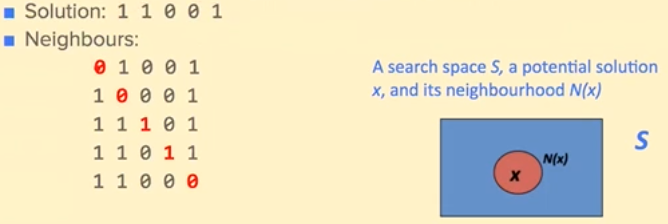 Solution: 1 1 0 0 1
Neighbours:
0 1 0 0 1
1 0 0 0 1
1 1 1 0 1
1 1 0 1 1
1 1 0 0 0
A search space S, a potential solution
x, and its neighbourhood N(x)
S
N(x)
x